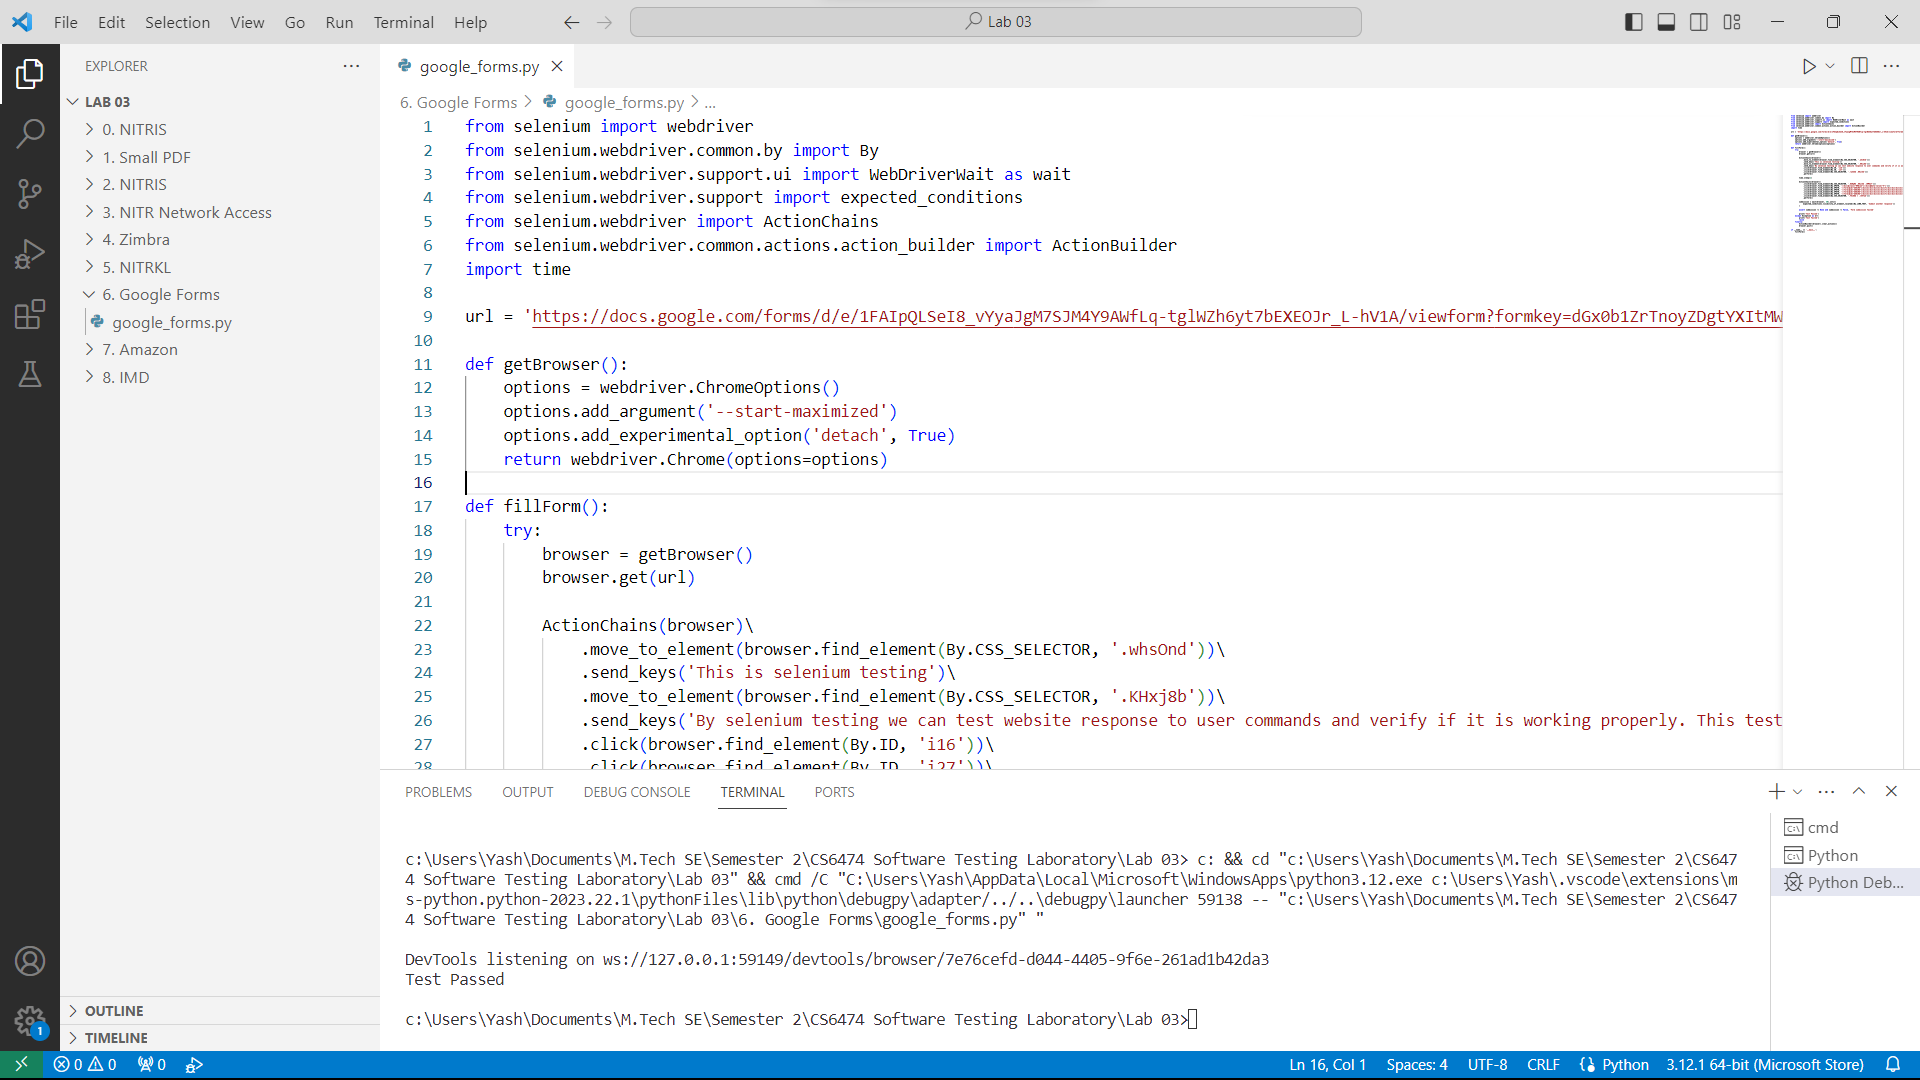 File Edit Selection View Go Run Terminal Help
Lab 03
EXPLORER
LAB 03
0. NITRIS
1. Small PDF
2. NITRIS
3. NITR Network Access
4. Zimbra
5. NITRKL
6. Google Forms
google_forms.py
7. Amazon
8. IMD
OUTLINE
TIMELINE
google_forms.py
6. Google Forms > google_forms.py > ...
1 from selenium import webdriver
2 from selenium.webdriver.common.by import By
3 from selenium.webdriver.support.ui import WebDriverWait as wait
4 from selenium.webdriver.support import expected_conditions
5 from selenium.webdriver import ActionChains
6 from selenium.webdriver.common.actions.action_builder import ActionBuilder
7 import time
8
9 url = 'https://docs.google.com/forms/d/e/1FAIpQLSeI8_vYyaJgM7SJM4Y9AWfLq-tglWZh6yt7bEXEOJr_L-hV1A/viewform?formkey=dGx0b1ZrTnoyZDgtYXItMW
10
11 def getBrowser():
12 options = webdriver.ChromeOptions()
13 options.add_argument('--start-maximized')
14 options.add_experimental_option('detach', True)
15 return webdriver.Chrome(options=options)
16
17 def fillForm():
18 try:
19 browser = getBrowser()
20 browser.get(url)
21
22 ActionChains(browser)\
23 .move_to_element(browser.find_element(By.CSS_SELECTOR, '.whsOnd'))\
24 .send_keys('This is selenium testing')\
25 .move_to_element(browser.find_element(By.CSS_SELECTOR, '.KHxj8b'))\
26 .send_keys('By selenium testing we can test website response to user commands and verify if it is working properly. This test
27 .click(browser.find_element(By.ID, 'i16'))\
28 .click(browser.find_element(By.ID, 'i27'))\
PROBLEMS OUTPUT DEBUG CONSOLE TERMINAL PORTS
c:\Users\Yash\Documents\M.Tech SE\Semester 2\CS6474 Software Testing Laboratory\Lab 03> c: && cd "c:\Users\Yash\Documents\M.Tech SE\Semester 2\CS647
4 Software Testing Laboratory\Lab 03" && cmd /C "C:\Users\Yash\AppData\Local\Microsoft\WindowsApps\python3.12.exe c:\Users\Yash\.vscode\extensions\m
s-python.python-2023.22.1\pythonFiles\lib\python\debugpy\adapter/../..\debugpy\launcher 59138 -- "c:\Users\Yash\Documents\M.Tech SE\Semester 2\CS647
4 Software Testing Laboratory\Lab 03\6. Google Forms\google_forms.py" "
DevTools listening on ws://127.0.0.1:59149/devtools/browser/7e76cefd-d044-4405-9f6e-261ad1b42da3
Test Passed
c:\Users\Yash\Documents\M.Tech SE\Semester 2\CS6474 Software Testing Laboratory\Lab 03>
cmd
Python
Python Deb...
1
0 0 0
Ln 16, Col 1 Spaces: 4 UTF-8 CRLF Python 3.12.1 64-bit (Microsoft Store)